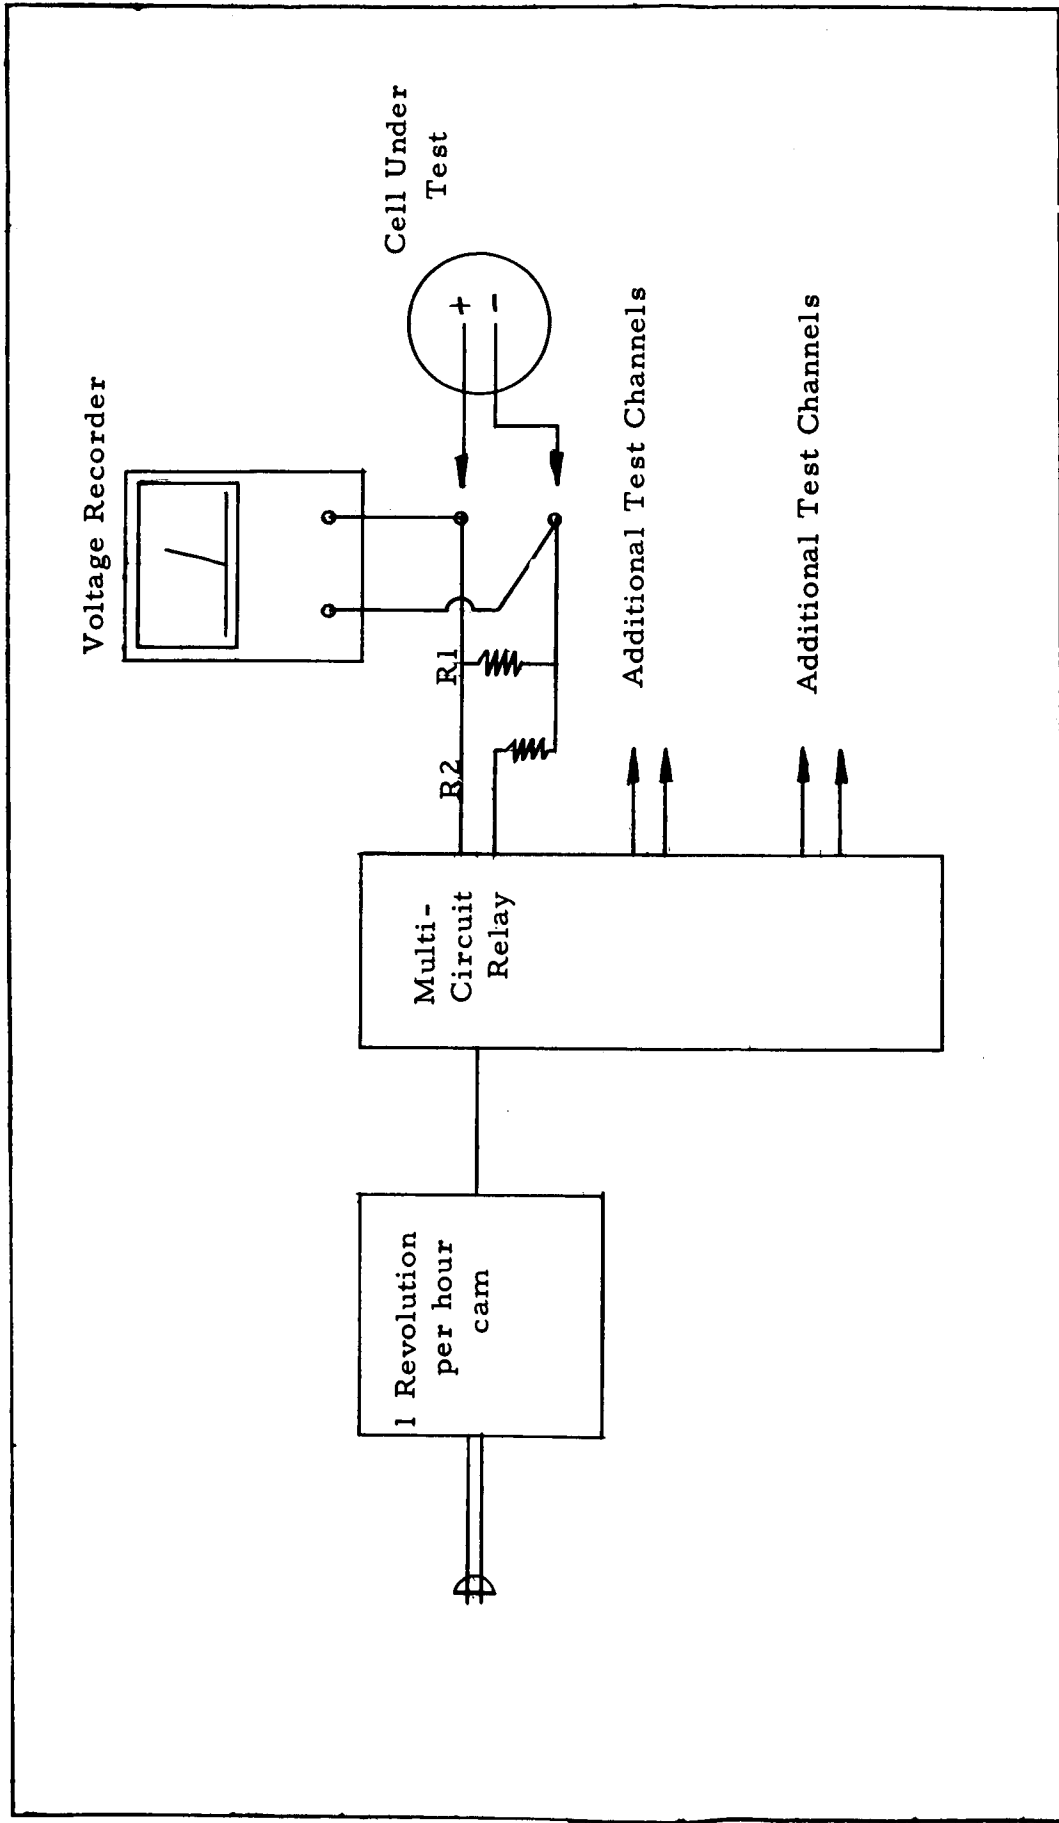 Voltage Recorder
Cell Under
Test
+
-
R1
R2
Multi-
Circuit
Relay
Additional Test Channels
Additional Test Channels
1 Revolution
per hour
cam